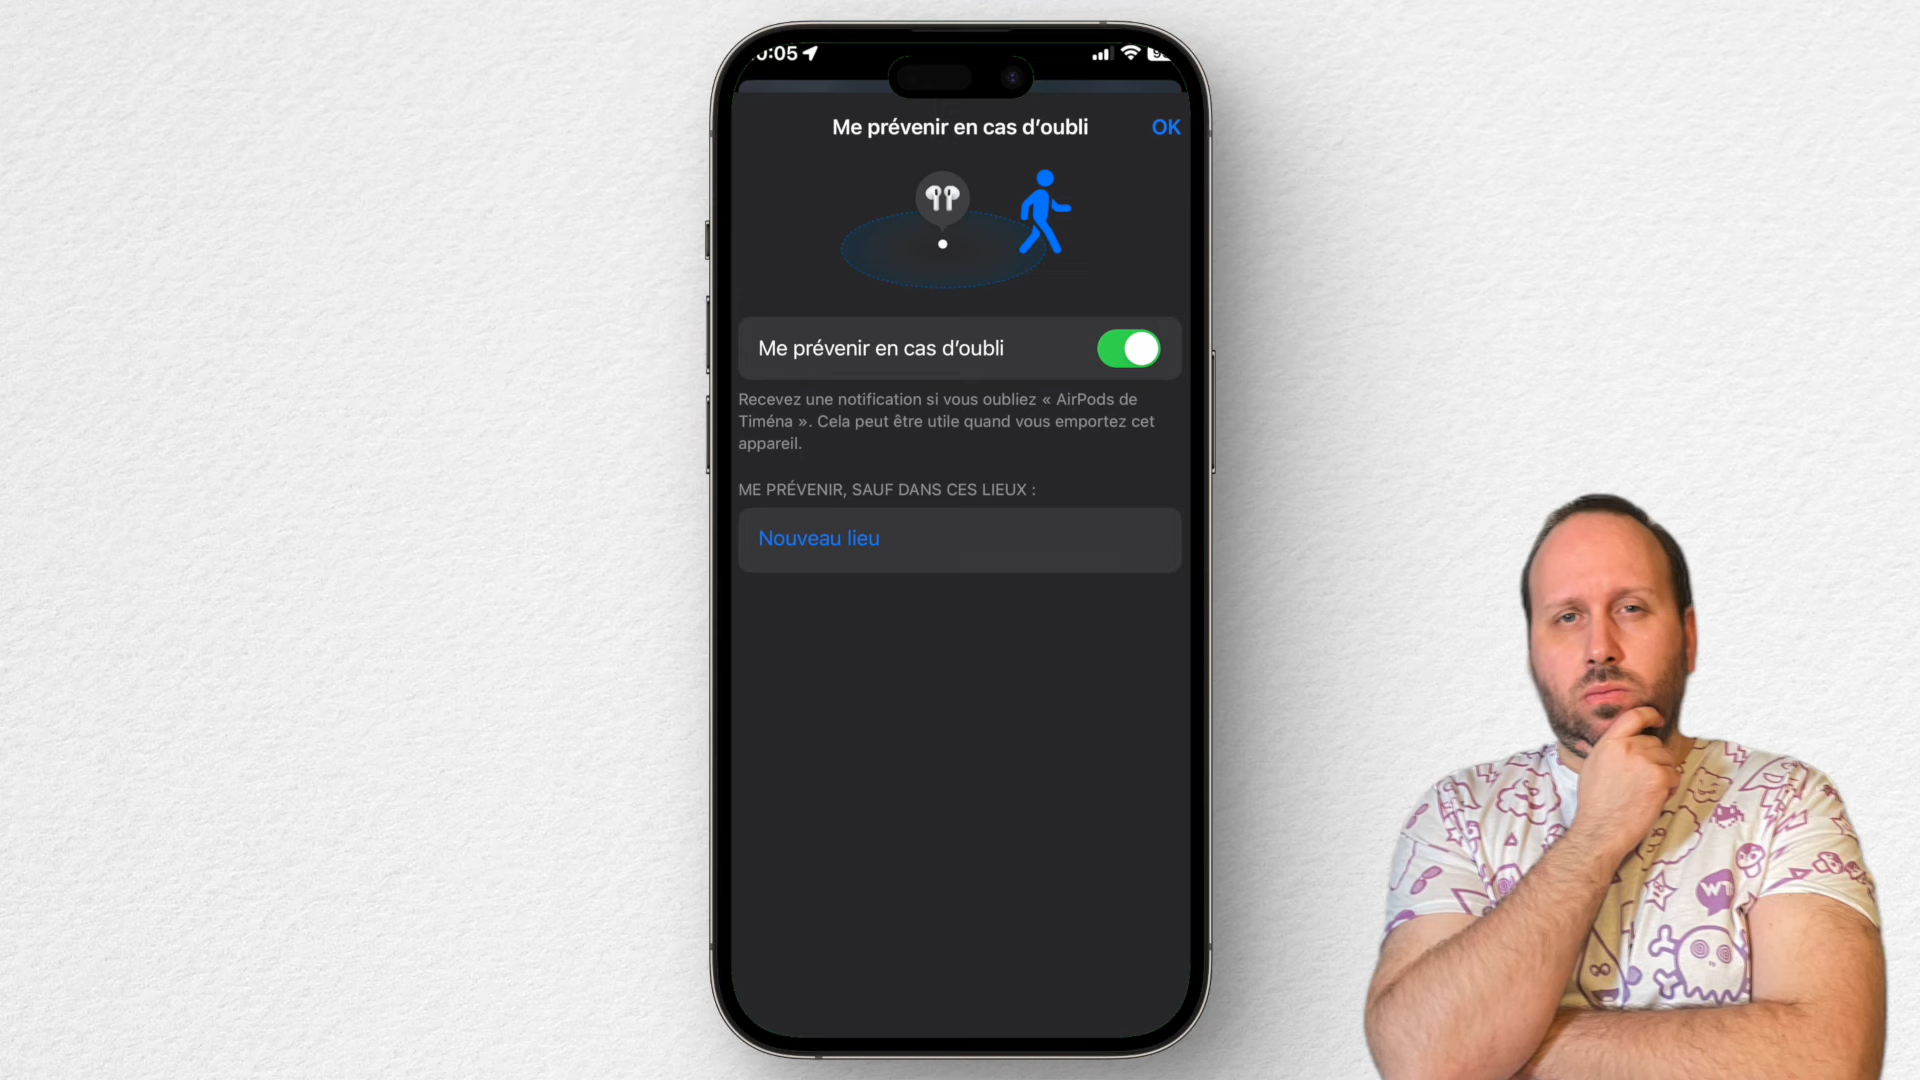 Me prévenir en cas d’oubli
OK
Me prévenir en cas d’oubli
Recevez une notification si vous oubliez « AirPods de
Tiména ». Cela peut être utile quand vous emportez cet
appareil.
ME PRÉVENIR, SAUF DANS CES LIEUX :
Nouveau lieu